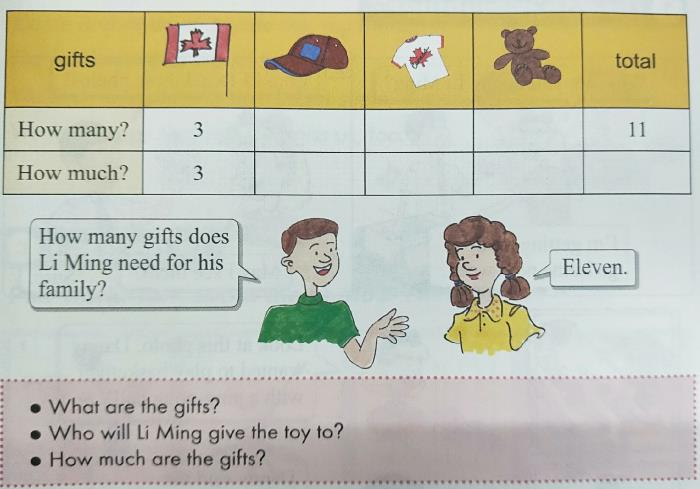 gifts total
How many? 3 11
How much? 3
How many gifts does
Li Ming need for his
family?
Eleven.
• What are the gifts?
• Who will Li Ming give the toy to?
• How much are the gifts?